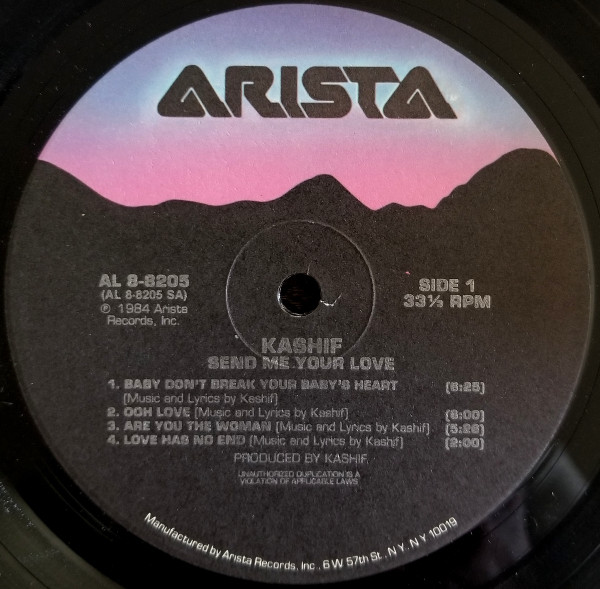 ARISTA
AL 8-8205
(AL 8-8205 SA)
℗ 1984 Arista
Records, Inc.
SIDE 1
33⅓ RPM
KASHIF
SEND ME YOUR LOVE
1. BABY DON'T BREAK YOUR BABY'S HEART (6:25)
(Music and Lyrics by Kashif)
2. OOH LOVE (Music and Lyrics by Kashif) (6:00)
3. ARE YOU THE WOMAN (Music and Lyrics by Kashif) (5:26)
4. LOVE HAS NO END (Music and Lyrics by Kashif) (2:00)
PRODUCED BY KASHIF.
UNAUTHORIZED DUPLICATION IS A
VIOLATION OF APPLICABLE LAWS
Manufactured by Arista Records, Inc., 6 W 57th St., N.Y. N.Y 10019